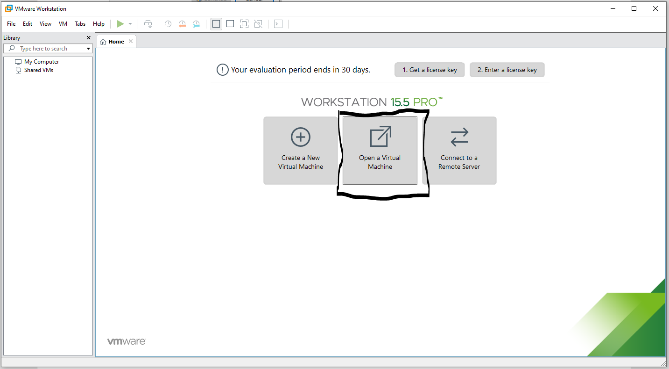 VMware Workstation
File Edit View VM Tabs Help
Library
Type here to search
My Computer
Shared VMs
Home
Your evaluation period ends in 30 days.
1. Get a license key
2. Enter a license key
WORKSTATION 15.5 PRO™
Create a New
Virtual Machine
Open a Virtual
Machine
Connect to a
Remote Server
vmware